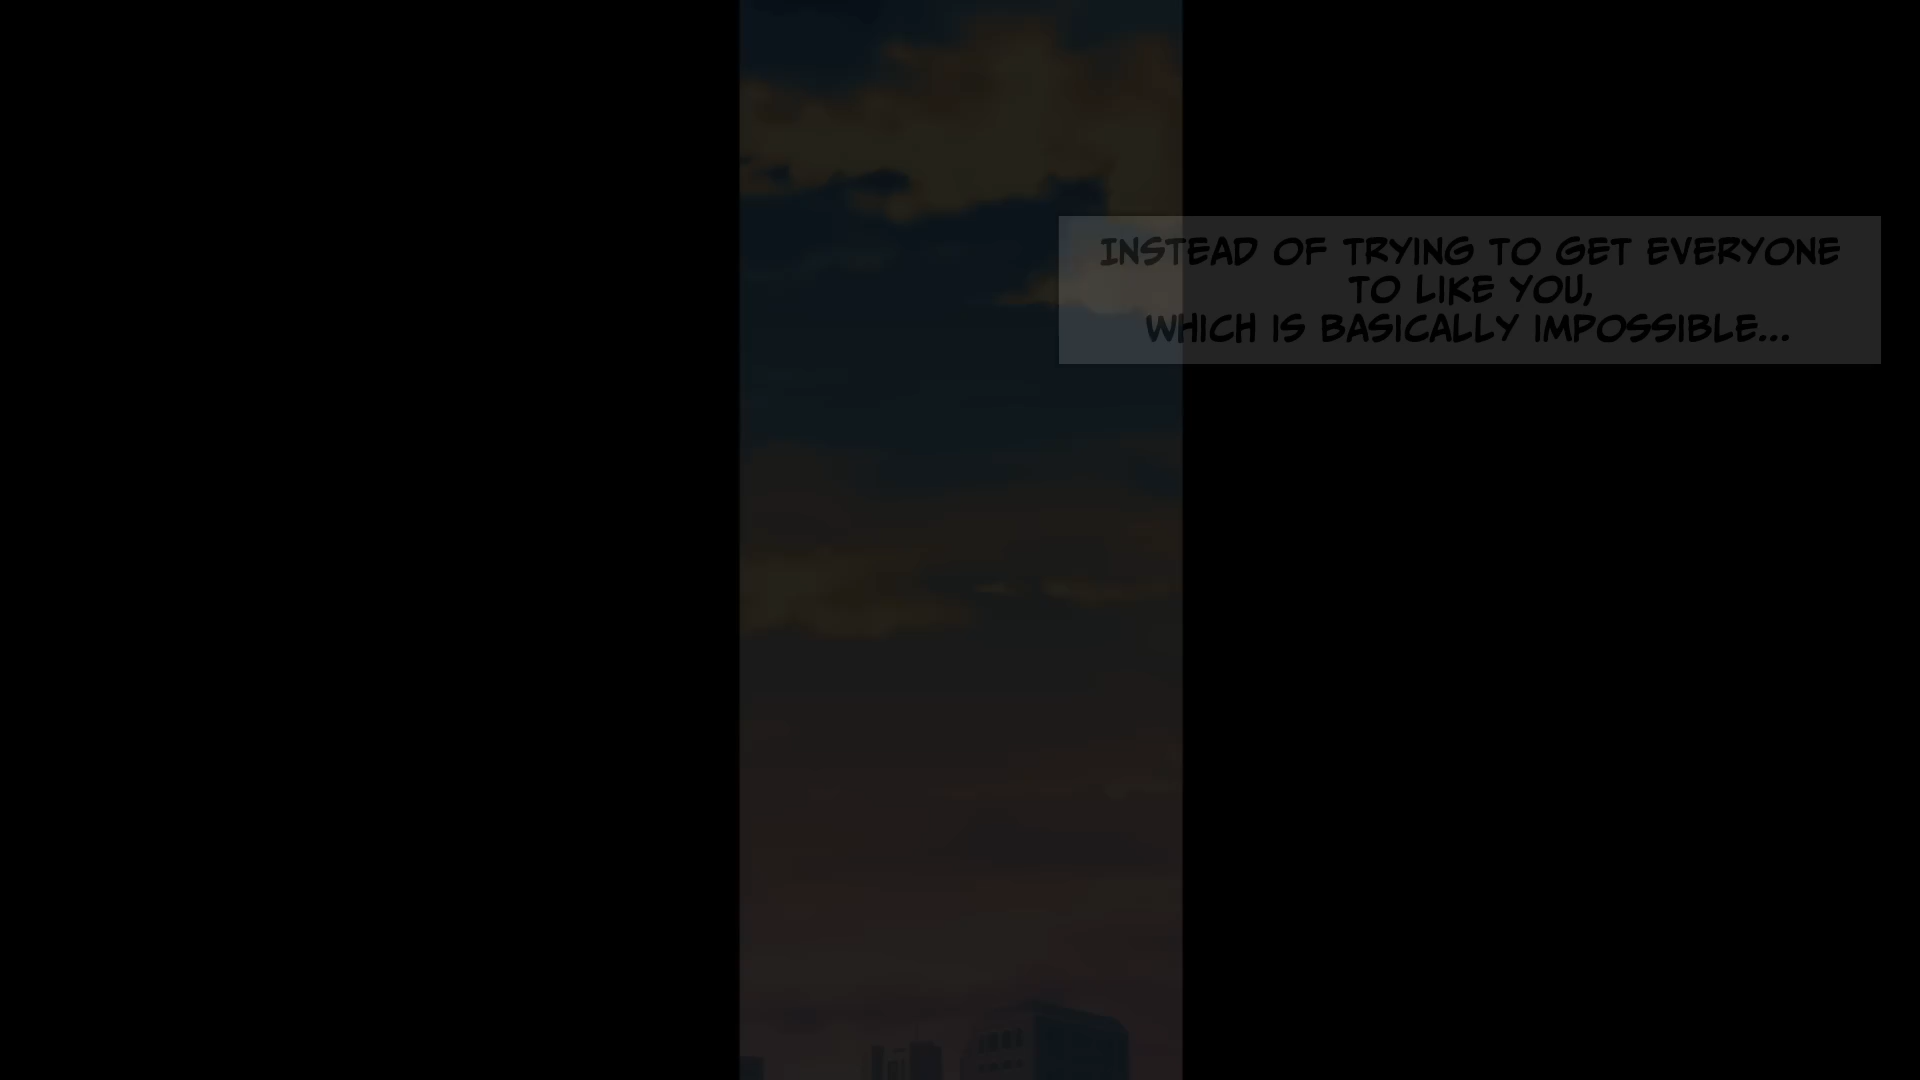 INSTEAD OF TRYING TO GET EVERYONE
TO LIKE YOU,
WHICH IS BASICALLY IMPOSSIBLE...